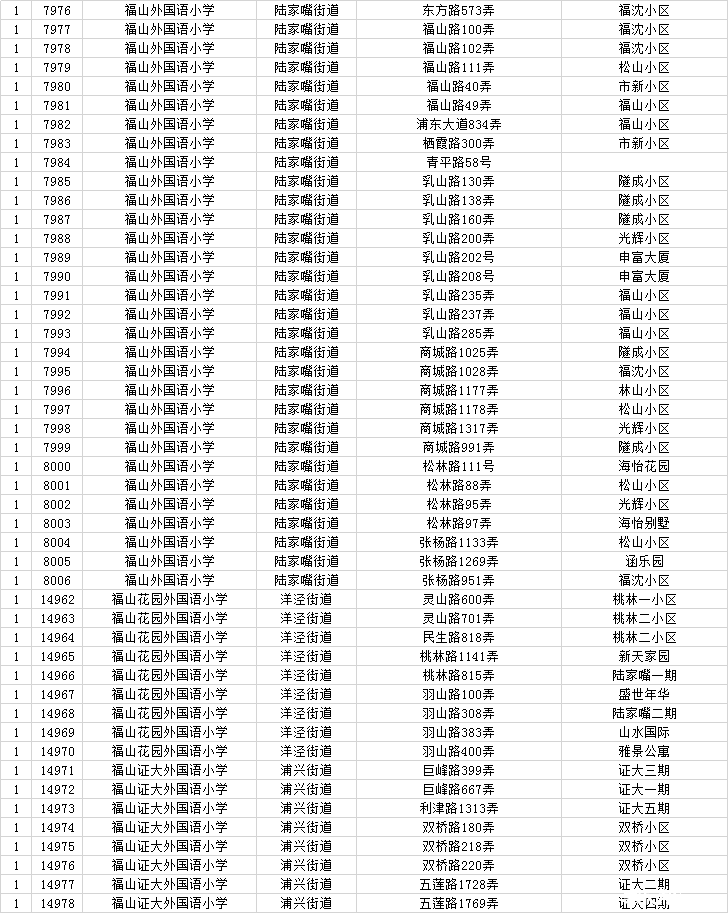 1 7976 福山外国语小学 陆家嘴街道 东方路573弄 福沈小区
1 7977 福山外国语小学 陆家嘴街道 福山路100弄 福沈小区
1 7978 福山外国语小学 陆家嘴街道 福山路102弄 福沈小区
1 7979 福山外国语小学 陆家嘴街道 福山路111弄 松山小区
1 7980 福山外国语小学 陆家嘴街道 福山路40弄 市新小区
1 7981 福山外国语小学 陆家嘴街道 福山路49弄 福山小区
1 7982 福山外国语小学 陆家嘴街道 浦东大道834弄 福山小区
1 7983 福山外国语小学 陆家嘴街道 栖霞路300弄 市新小区
1 7984 福山外国语小学 陆家嘴街道 青平路58号
1 7985 福山外国语小学 陆家嘴街道 乳山路130弄 隧成小区
1 7986 福山外国语小学 陆家嘴街道 乳山路138弄 隧成小区
1 7987 福山外国语小学 陆家嘴街道 乳山路160弄 隧成小区
1 7988 福山外国语小学 陆家嘴街道 乳山路200弄 光辉小区
1 7989 福山外国语小学 陆家嘴街道 乳山路202号 申富大厦
1 7990 福山外国语小学 陆家嘴街道 乳山路208号 申富大厦
1 7991 福山外国语小学 陆家嘴街道 乳山路235弄 福山小区
1 7992 福山外国语小学 陆家嘴街道 乳山路237弄 福山小区
1 7993 福山外国语小学 陆家嘴街道 乳山路285弄 福山小区
1 7994 福山外国语小学 陆家嘴街道 商城路1025弄 隧成小区
1 7995 福山外国语小学 陆家嘴街道 商城路1028弄 福沈小区
1 7996 福山外国语小学 陆家嘴街道 商城路1177弄 林山小区
1 7997 福山外国语小学 陆家嘴街道 商城路1178弄 松山小区
1 7998 福山外国语小学 陆家嘴街道 商城路1317弄 光辉小区
1 7999 福山外国语小学 陆家嘴街道 商城路991弄 隧成小区
1 8000 福山外国语小学 陆家嘴街道 松林路111号 海怡花园
1 8001 福山外国语小学 陆家嘴街道 松林路88弄 松山小区
1 8002 福山外国语小学 陆家嘴街道 松林路95弄 光辉小区
1 8003 福山外国语小学 陆家嘴街道 松林路97弄 海怡别墅
1 8004 福山外国语小学 陆家嘴街道 张杨路1133弄 松山小区
1 8005 福山外国语小学 陆家嘴街道 张杨路1269弄 涵乐园
1 8006 福山外国语小学 陆家嘴街道 张杨路951弄 福沈小区
1 14962 福山花园外国语小学 洋泾街道 灵山路600弄 桃林一小区
1 14963 福山花园外国语小学 洋泾街道 灵山路701弄 桃林二小区
1 14964 福山花园外国语小学 洋泾街道 民生路818弄 桃林二小区
1 14965 福山花园外国语小学 洋泾街道 桃林路1141弄 新天家园
1 14966 福山花园外国语小学 洋泾街道 桃林路815弄 陆家嘴一期
1 14967 福山花园外国语小学 洋泾街道 羽山路100弄 盛世年华
1 14968 福山花园外国语小学 洋泾街道 羽山路308弄 陆家嘴二期
1 14969 福山花园外国语小学 洋泾街道 羽山路383弄 山水国际
1 14970 福山花园外国语小学 洋泾街道 羽山路400弄 雅景公寓
1 14971 福山证大外国语小学 浦兴街道 巨峰路399弄 证大三期
1 14972 福山证大外国语小学 浦兴街道 巨峰路667弄 证大一期
1 14973 福山证大外国语小学 浦兴街道 利津路1313弄 证大五期
1 14974 福山证大外国语小学 浦兴街道 双桥路180弄 双桥小区
1 14975 福山证大外国语小学 浦兴街道 双桥路218弄 双桥小区
1 14976 福山证大外国语小学 浦兴街道 双桥路220弄 双桥小区
1 14977 福山证大外国语小学 浦兴街道 五莲路1728弄 证大二期
1 14978 福山证大外国语小学 浦兴街道 五莲路1769弄 证大四期